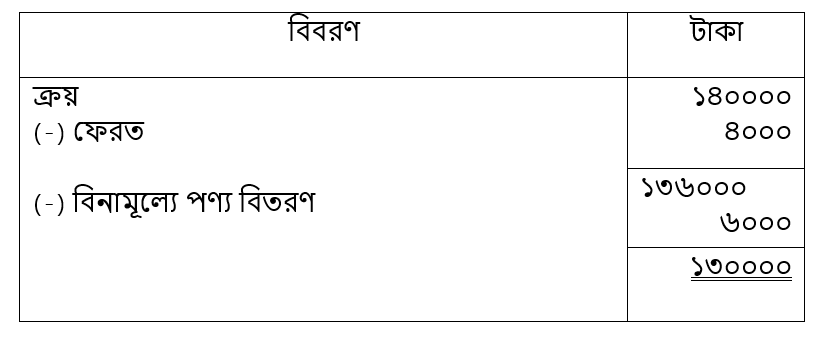 বিবরণ টাকা
ক্রয় ১৪০০০০
(-) ফেরত ৪০০০
১৩৬০০০
(-) বিনামূল্যে পণ্য বিতরণ ৬০০০
১৩০০০০